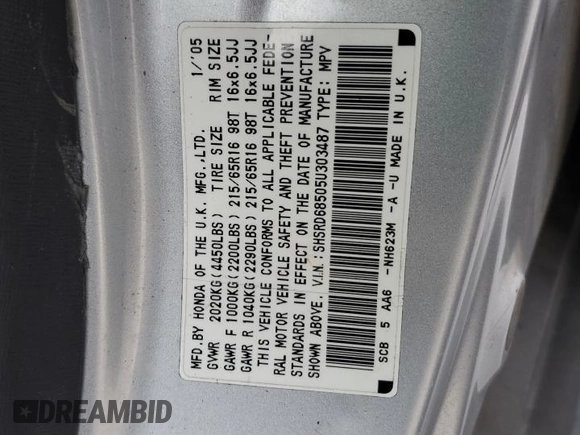 MFD.BY HONDA OF THE U.K. MFG.,LTD. 1/'05
GVWR 2020KG(4450LBS) TIRE SIZE RIM SIZE
GAWR F 1000KG(2200LBS) 215/65R16 98T 16x6.5JJ
GAWR R 1040KG(2290LBS) 215/65R16 98T 16x6.5JJ
THIS VEHICLE CONFORMS TO ALL APPLICABLE FEDE-
RAL MOTOR VEHICLE SAFETY AND THEFT PREVENTION
STANDARDS IN EFFECT ON THE DATE OF MANUFACTURE
SHOWN ABOVE. V.I.N.: SHSRD68505U303487 TYPE: MPV
SCB 5 AA6 -NH623M -A -U MADE IN U.K.
DREAMBID